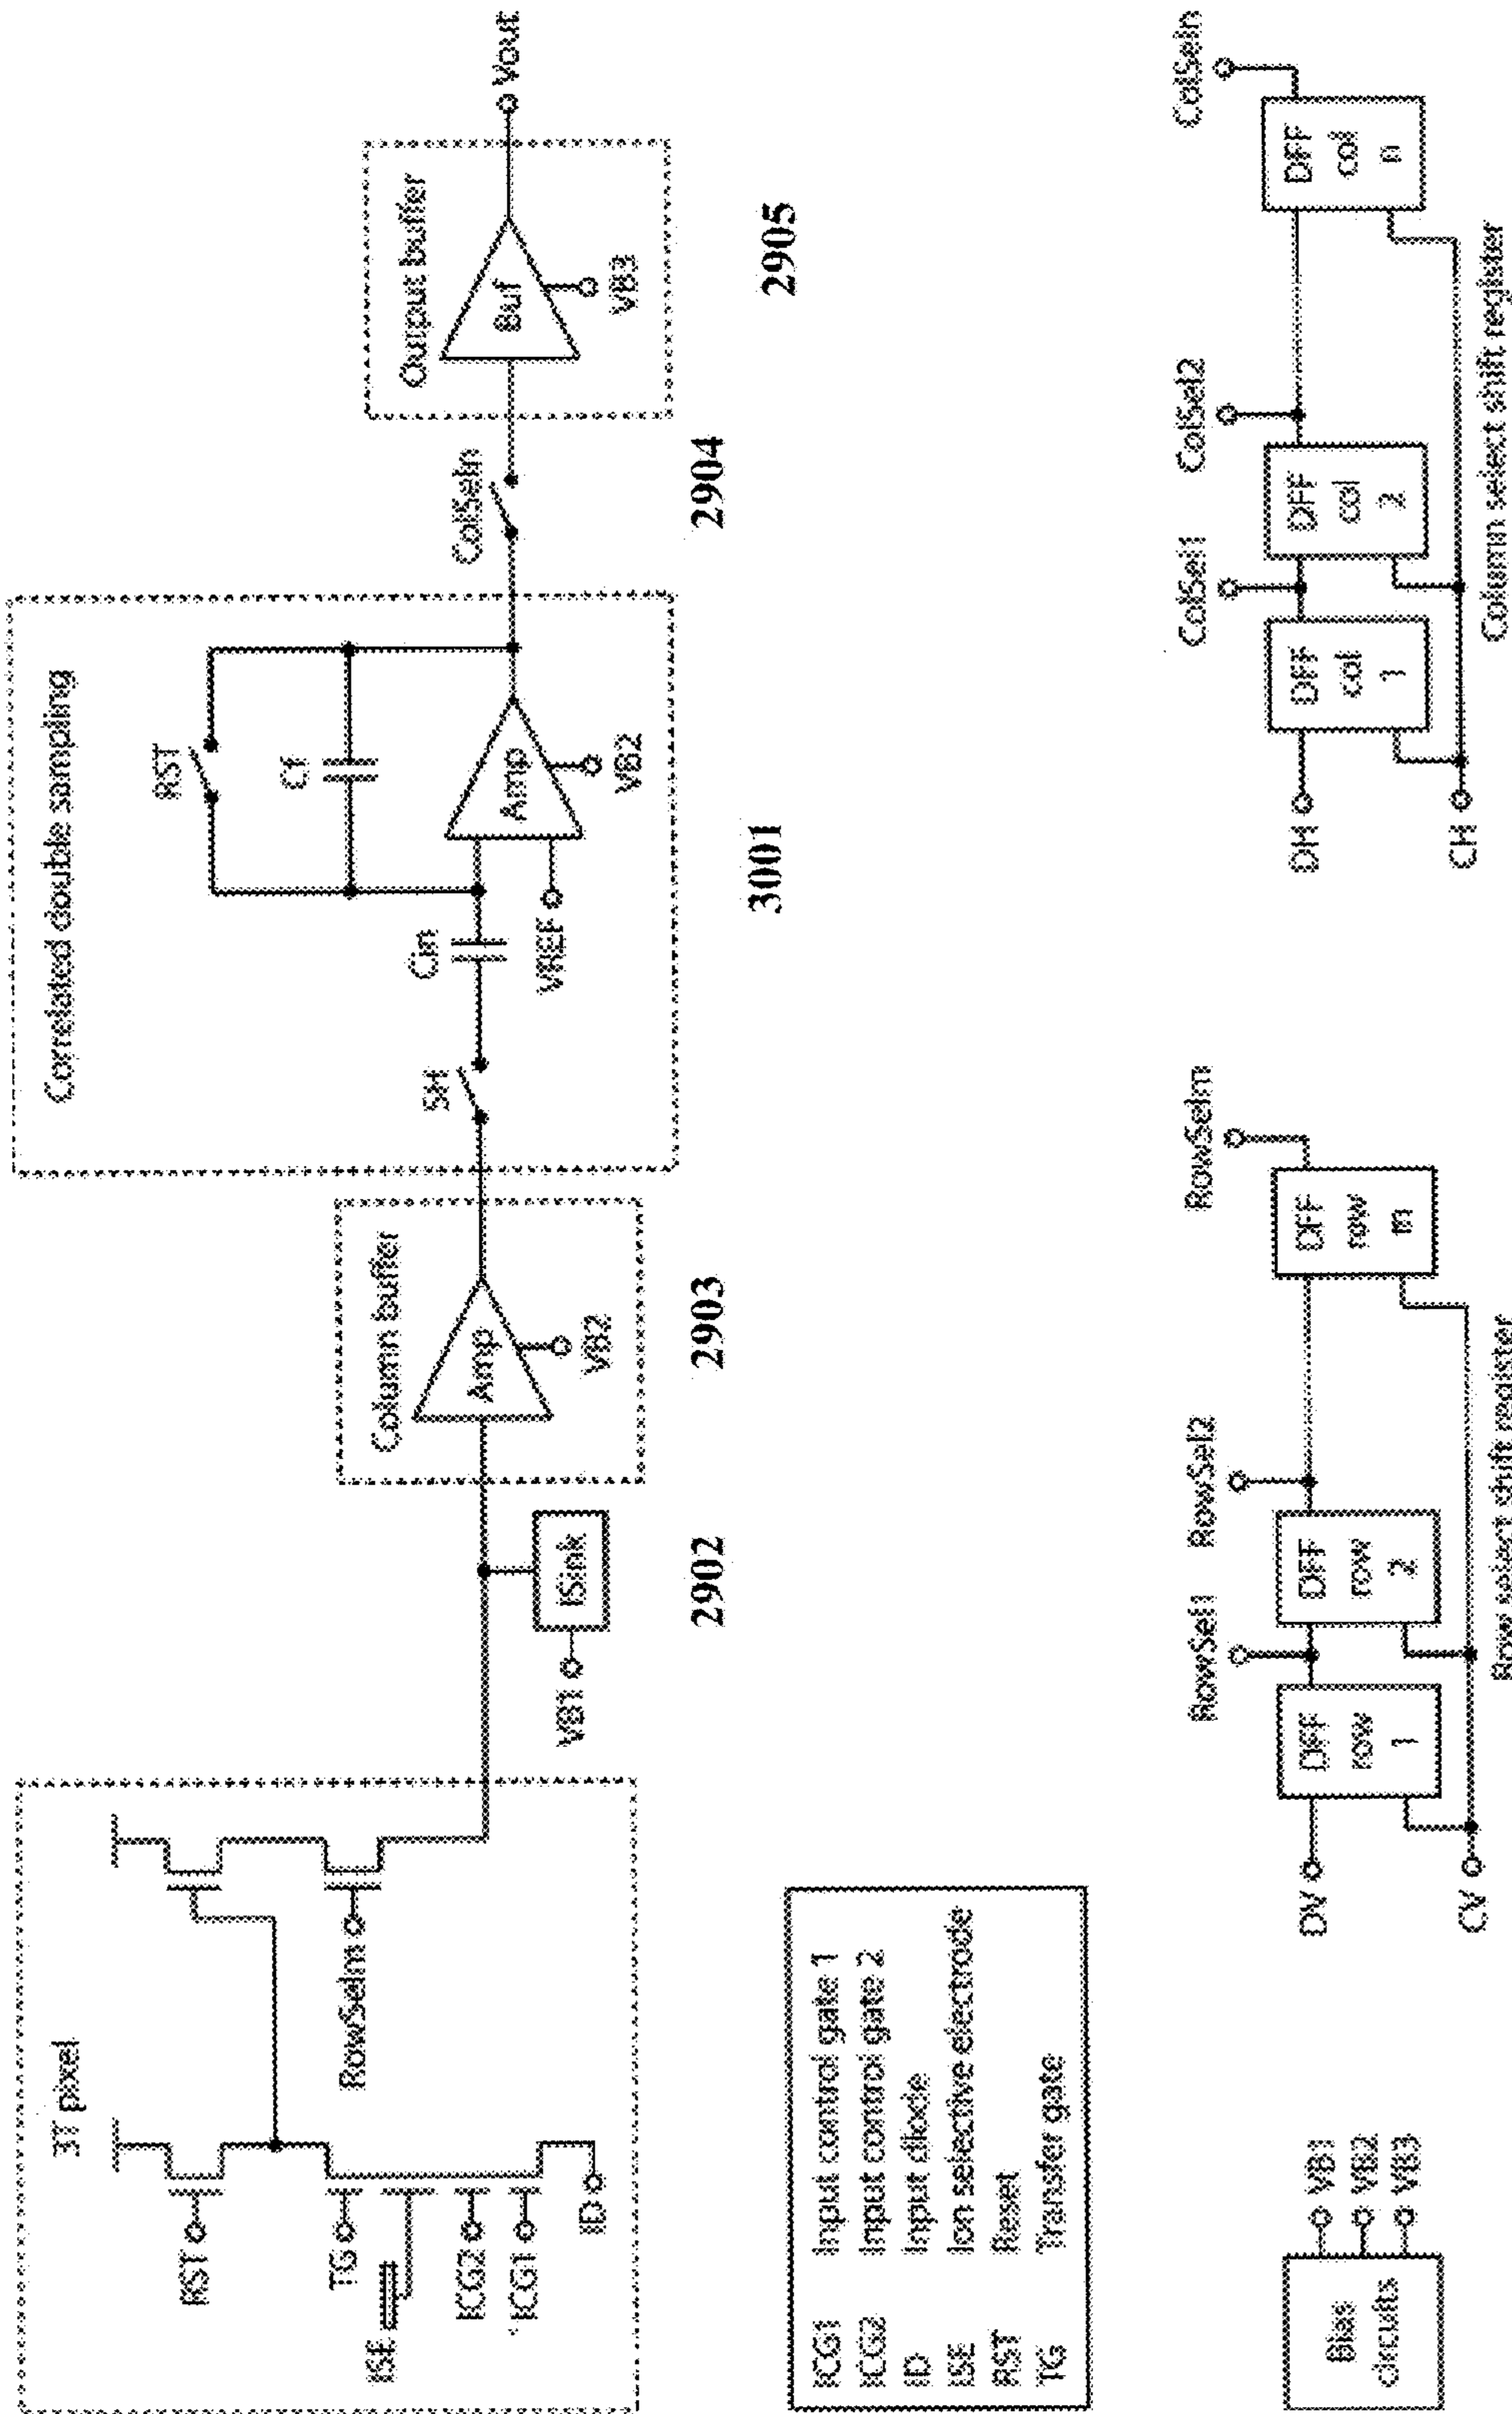 3T pixel
RST
TG
ISE
ICG2
ICG1
ID
RowSelm
VB1
ISink
2902
Column buffer
Amp
VB2
2903
Correlated double sampling
SH
Cin
VREF
RST
Cf
Amp
VB2
3001
ColSeln
2904
Output buffer
Buf
VB3
2905
Vout
ICG1 Input control gate 1
ICG2 Input control gate 2
ID Input diode
ISE Ion selective electrode
RST Reset
TG Transfer gate
Bias
circuits
VB1
VB2
VB3
DV
CV
DFF
row
1
RowSel1
DFF
row
2
RowSel2
DFF
row
m
RowSelm
Row select shift register
DH
CH
DFF
col
1
ColSel1
DFF
col
2
ColSel2
DFF
col
n
ColSeln
Column select shift register